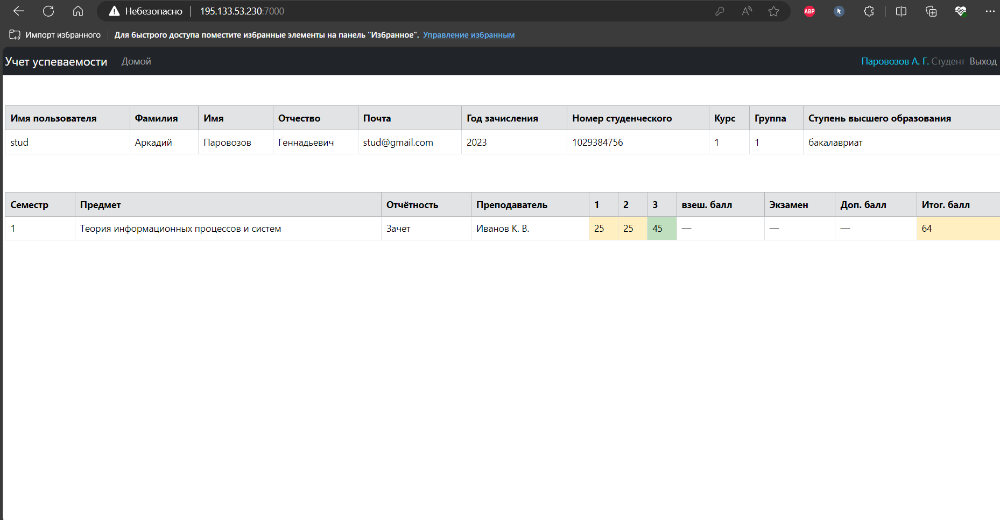 Небезопасно 195.133.53.230:7000
Импорт избранного Для быстрого доступа поместите избранные элементы на панель "Избранное". Управление избранным
Учет успеваемости Домой Паровозов А. Г. Студент Выход
Имя пользователя Фамилия Имя Отчество Почта Год зачисления Номер студенческого Курс Группа Ступень высшего образования
stud Аркадий Паровозов Геннадьевич stud@gmail.com 2023 1029384756 1 1 бакалавриат
Семестр Предмет Отчётность Преподаватель 1 2 3 взеш. балл Экзамен Доп. балл Итог. балл
1 Теория информационных процессов и систем Зачет Иванов К. В. 25 25 45 — — — 64
ABP